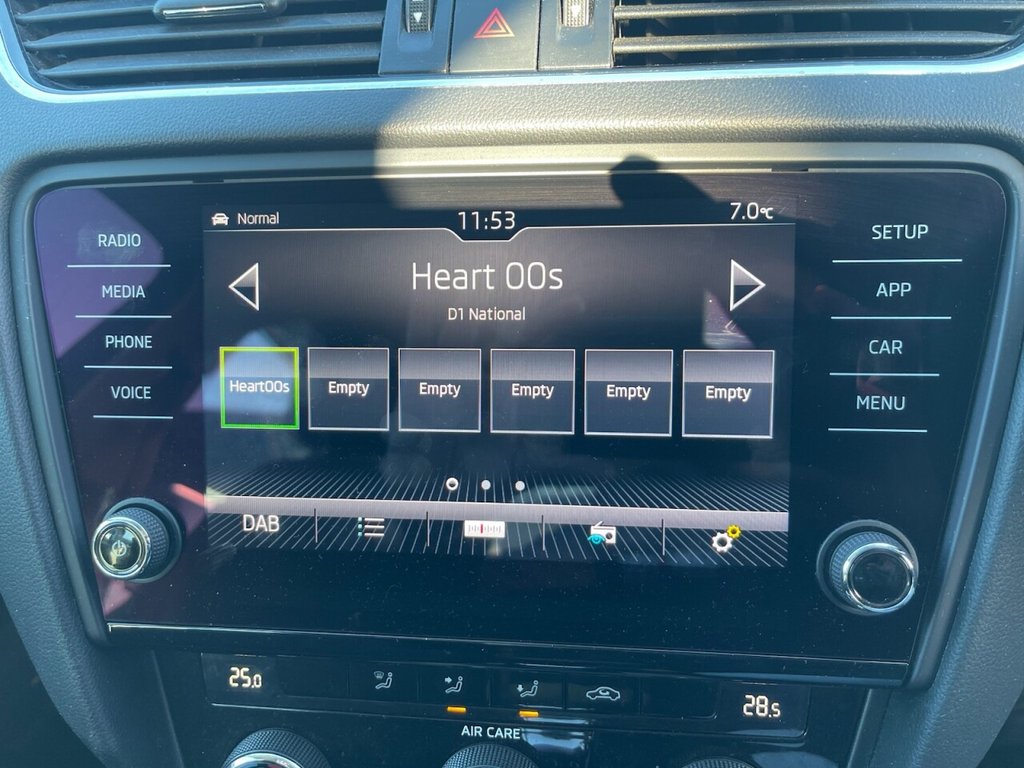 Normal 11:53 7.0°C
RADIO
MEDIA
PHONE
VOICE
Heart 00s
D1 National
Heart00s Empty Empty Empty Empty Empty
DAB
SETUP
APP
CAR
MENU
25.0 28.5
AIR CARE